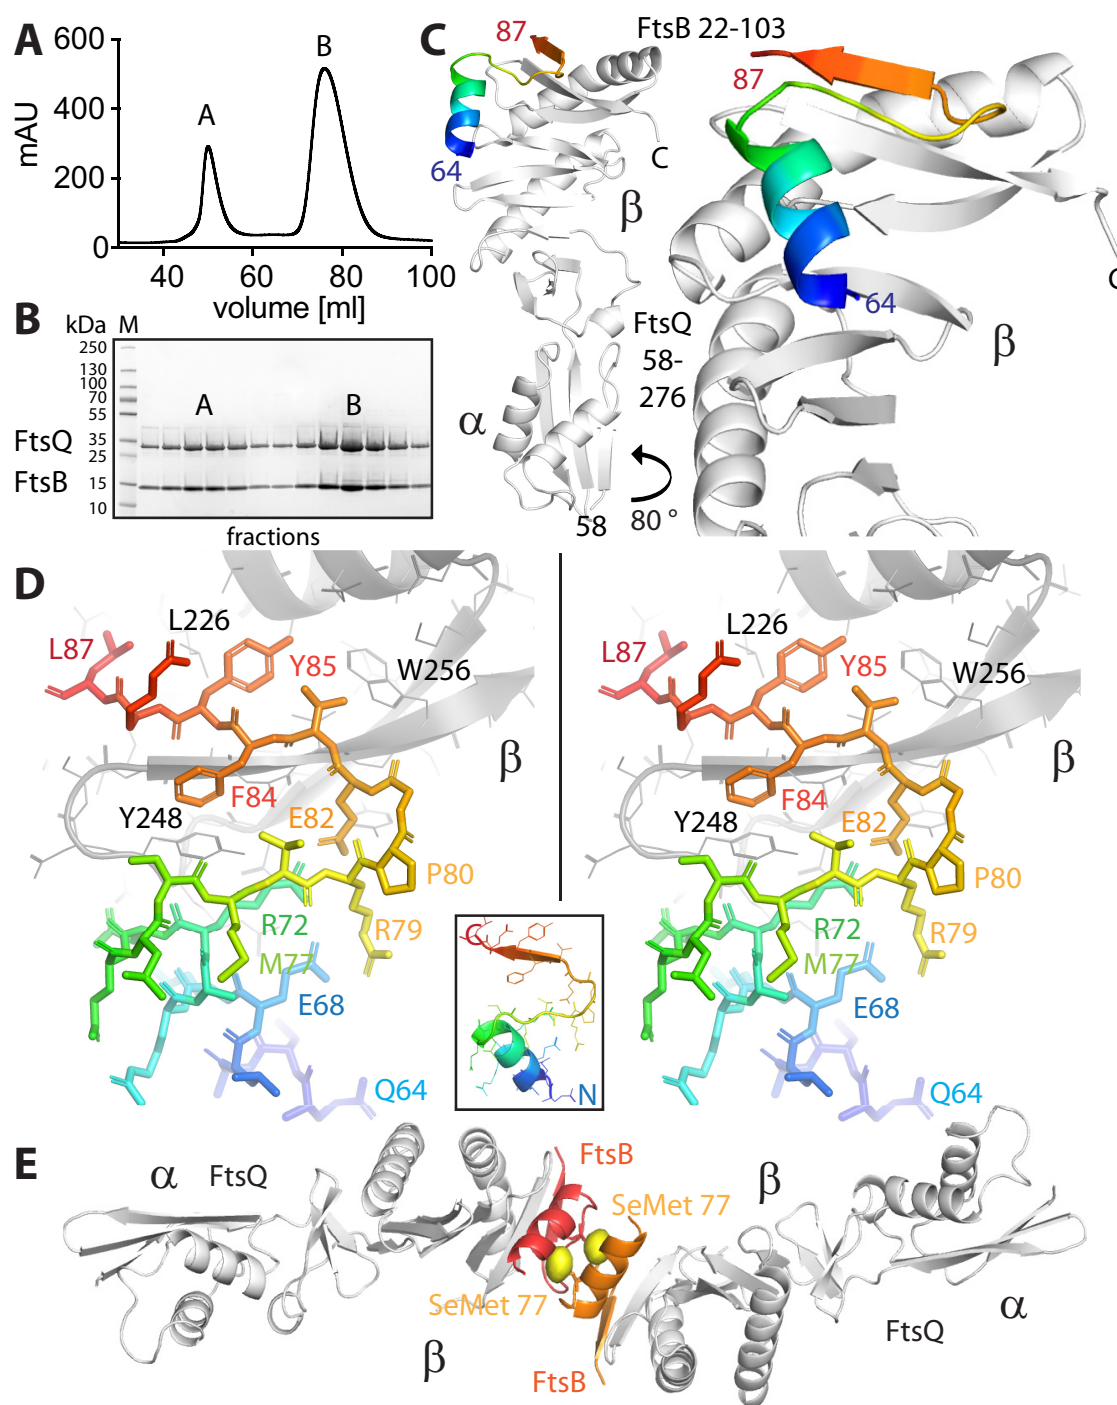 A
600
400
200
0
mAU
A
B
40
60
80
100
volume [ml]
B
kDa
M
250
130
100
70
55
35
25
15
10
FtsQ
FtsB
A
B
fractions
C
87
FtsB 22-103
64
C
β
α
58
FtsQ
58-
276
80 °
87
64
β
C
D
L87
L226
Y85
W256
β
F84
Y248
E82
P80
R72
R79
M77
E68
Q64
N
L87
L226
Y85
W256
β
F84
Y248
E82
P80
R72
R79
M77
E68
Q64
E
α
FtsQ
FtsB
SeMet 77
β
SeMet 77
β
FtsB
FtsQ
α